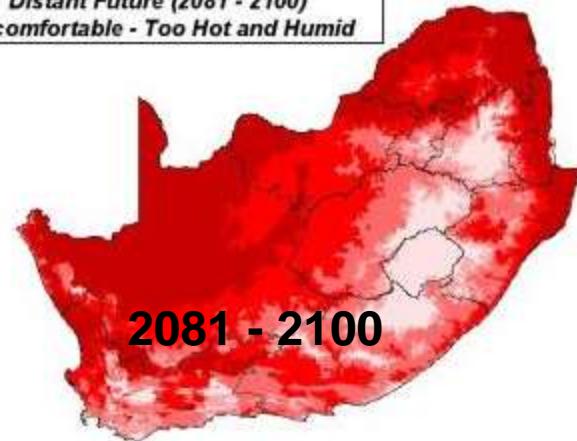 Distant Future (2081 - 2100)
comfortable - Too Hot and Humid
2081 - 2100